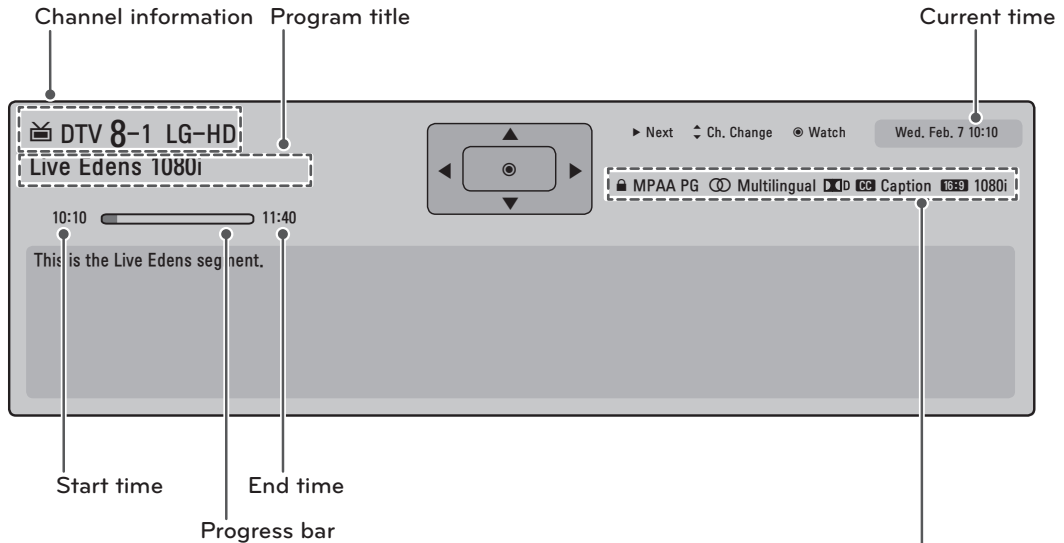 Channel information Program title Current time
DTV 8-1 LG-HD
Next Ch. Change Watch Wed. Feb. 7 10:10
Live Edens 1080i
MPAA PG Multilingual D CC Caption 16:9 1080i
10:10 11:40
This is the Live Edens segment.
Start time End time
Progress bar